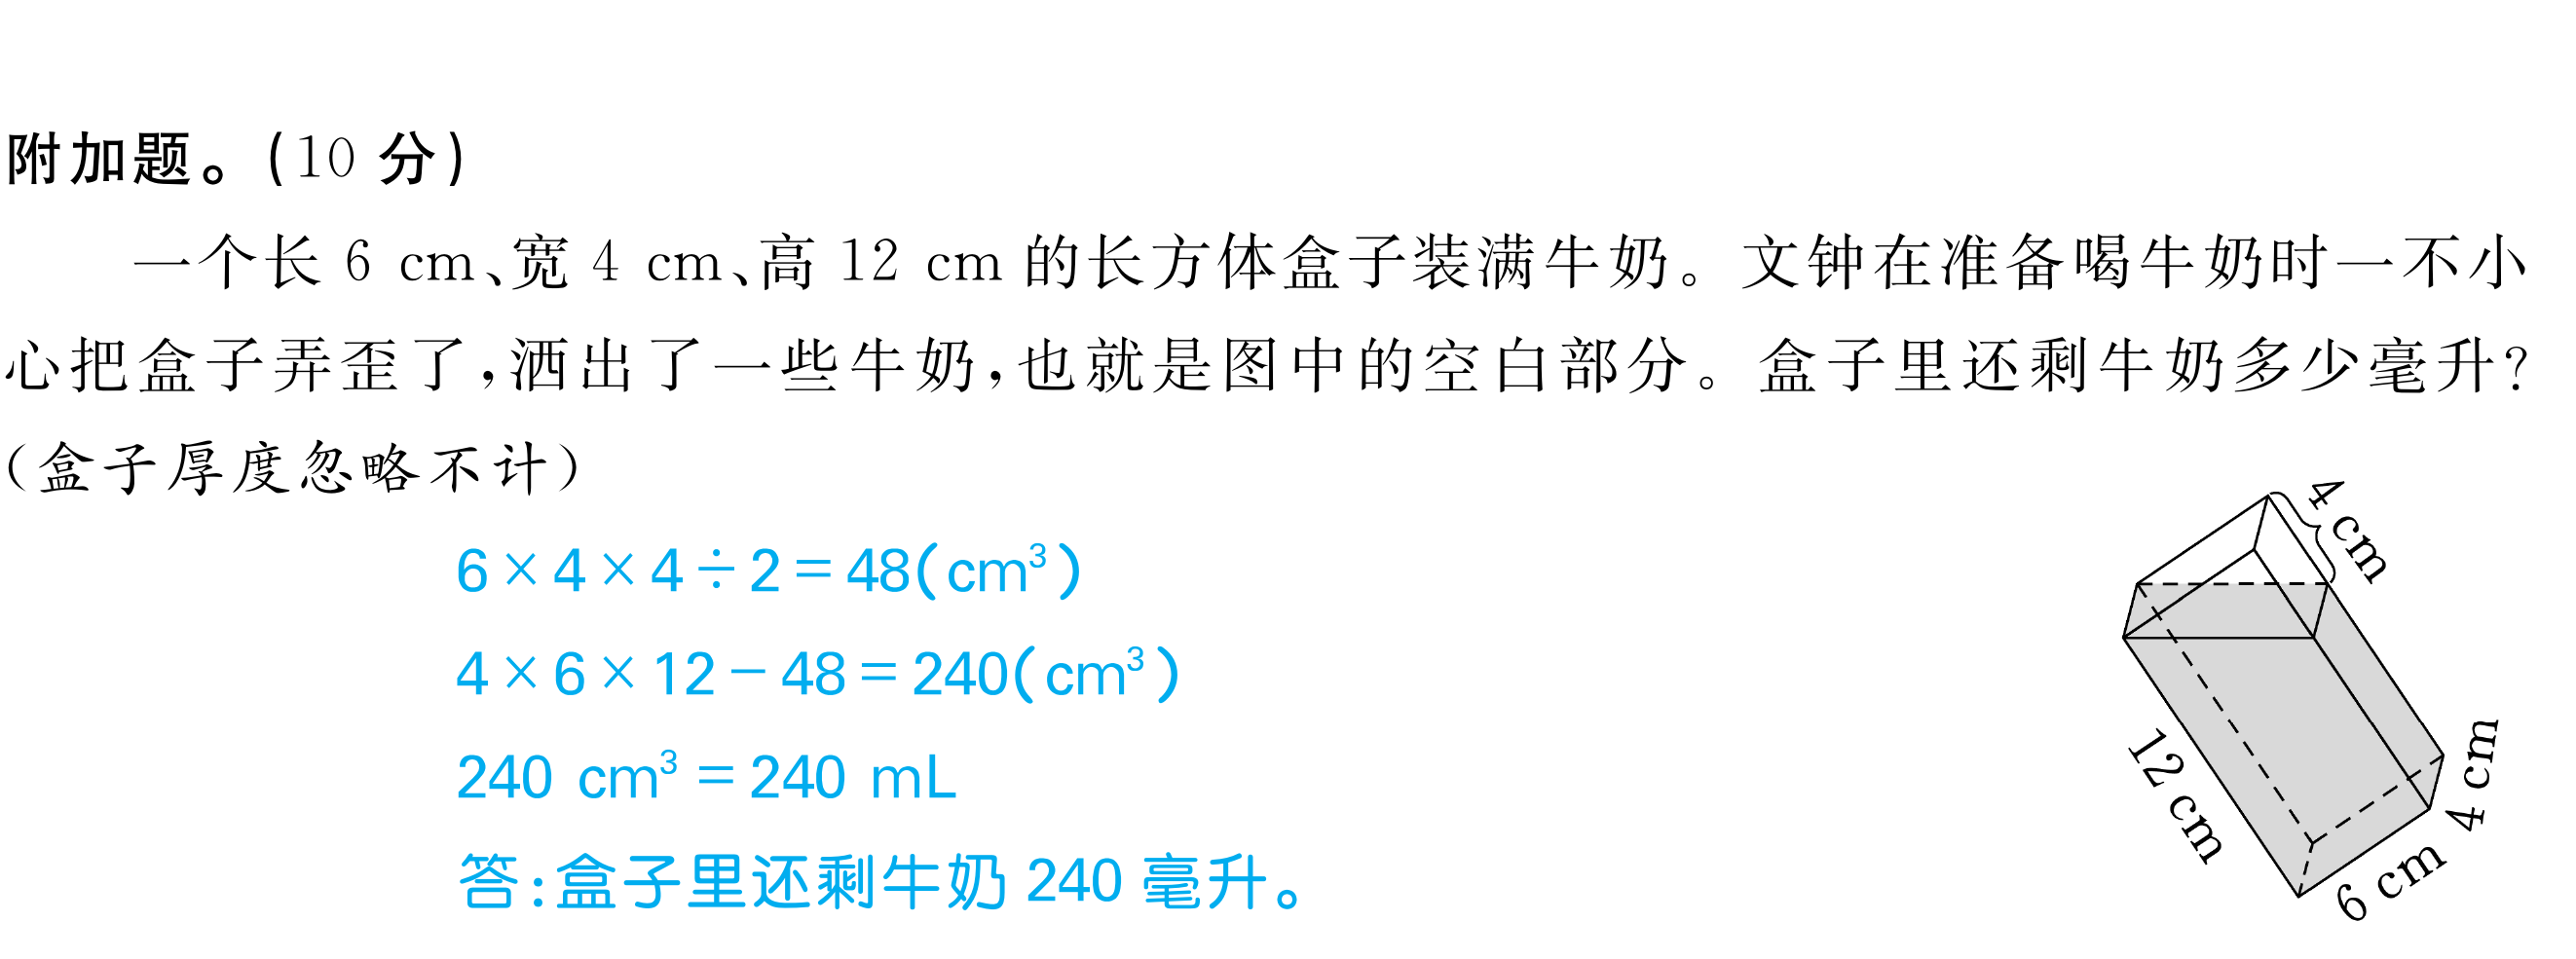 附加题。(10 分)
一个长 6 cm、宽 4 cm、高 12 cm 的长方体盒子装满牛奶。文钟在准备喝牛奶时一不小
心把盒子弄歪了,洒出了一些牛奶,也就是图中的空白部分。盒子里还剩牛奶多少毫升?
(盒子厚度忽略不计)
6×4×4÷2=48(cm³)
4×6×12-48=240(cm³)
240 cm³=240 mL
答:盒子里还剩牛奶 240 毫升。
4 cm
12 cm
6 cm
4 cm